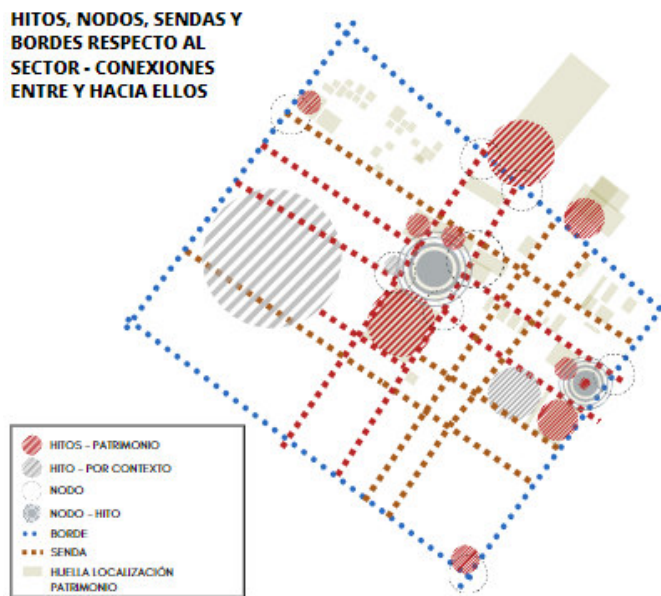 HITOS, NODOS, SENDAS Y
BORDES RESPECTO AL
SECTOR - CONEXIONES
ENTRE Y HACIA ELLOS
HITOS – PATRIMONIO
HITO – POR CONTEXTO
NODO
NODO – HITO
BORDE
SENDA
HUELLA LOCALIZACIÓN
PATRIMONIO